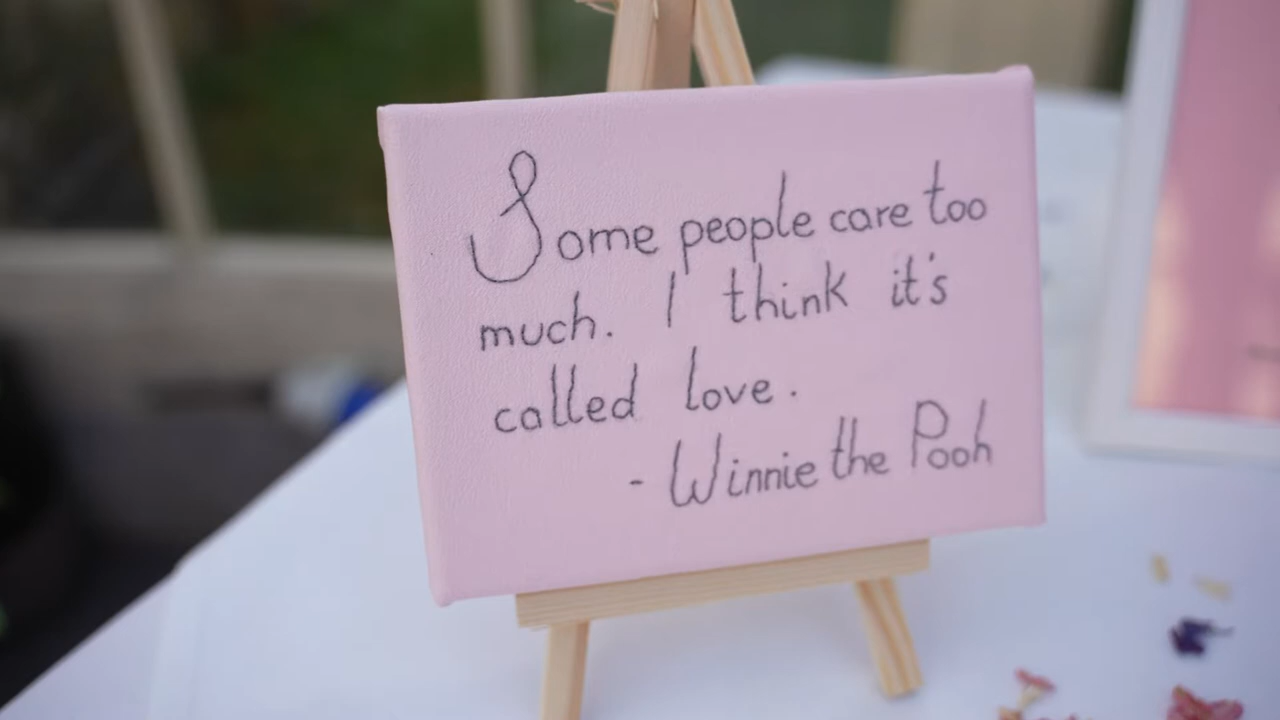 Some people care too
much. I think it's
called love.
- Winnie the Pooh